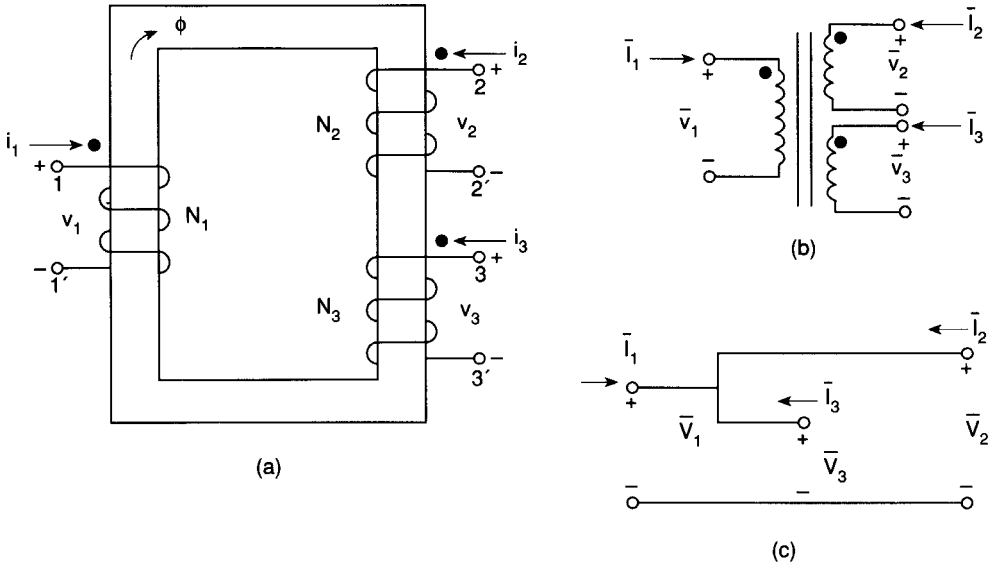 ϕ
i₁
+
1
v₁
N₁
−
1′
i₂
+
2
N₂
v₂
−
2′
i₃
+
3
N₃
v₃
−
3′
(a)
Ī₁
+
v̄₁
−
Ī₂
+
v̄₂
−
Ī₃
+
v̄₃
−
(b)
Ī₁
+
V̄₁
−
Ī₃
+
V̄₃
−
Ī₂
+
V̄₂
−
(c)